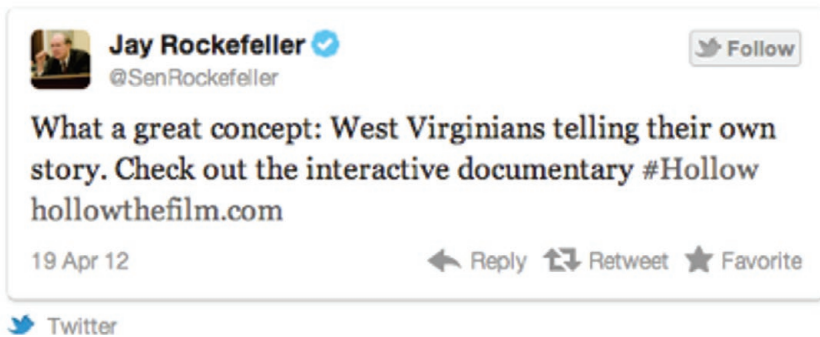 Jay Rockefeller
Follow
@SenRockefeller
What a great concept: West Virginians telling their own
story. Check out the interactive documentary #Hollow
hollowthefilm.com
19 Apr 12 Reply Retweet Favorite
Twitter